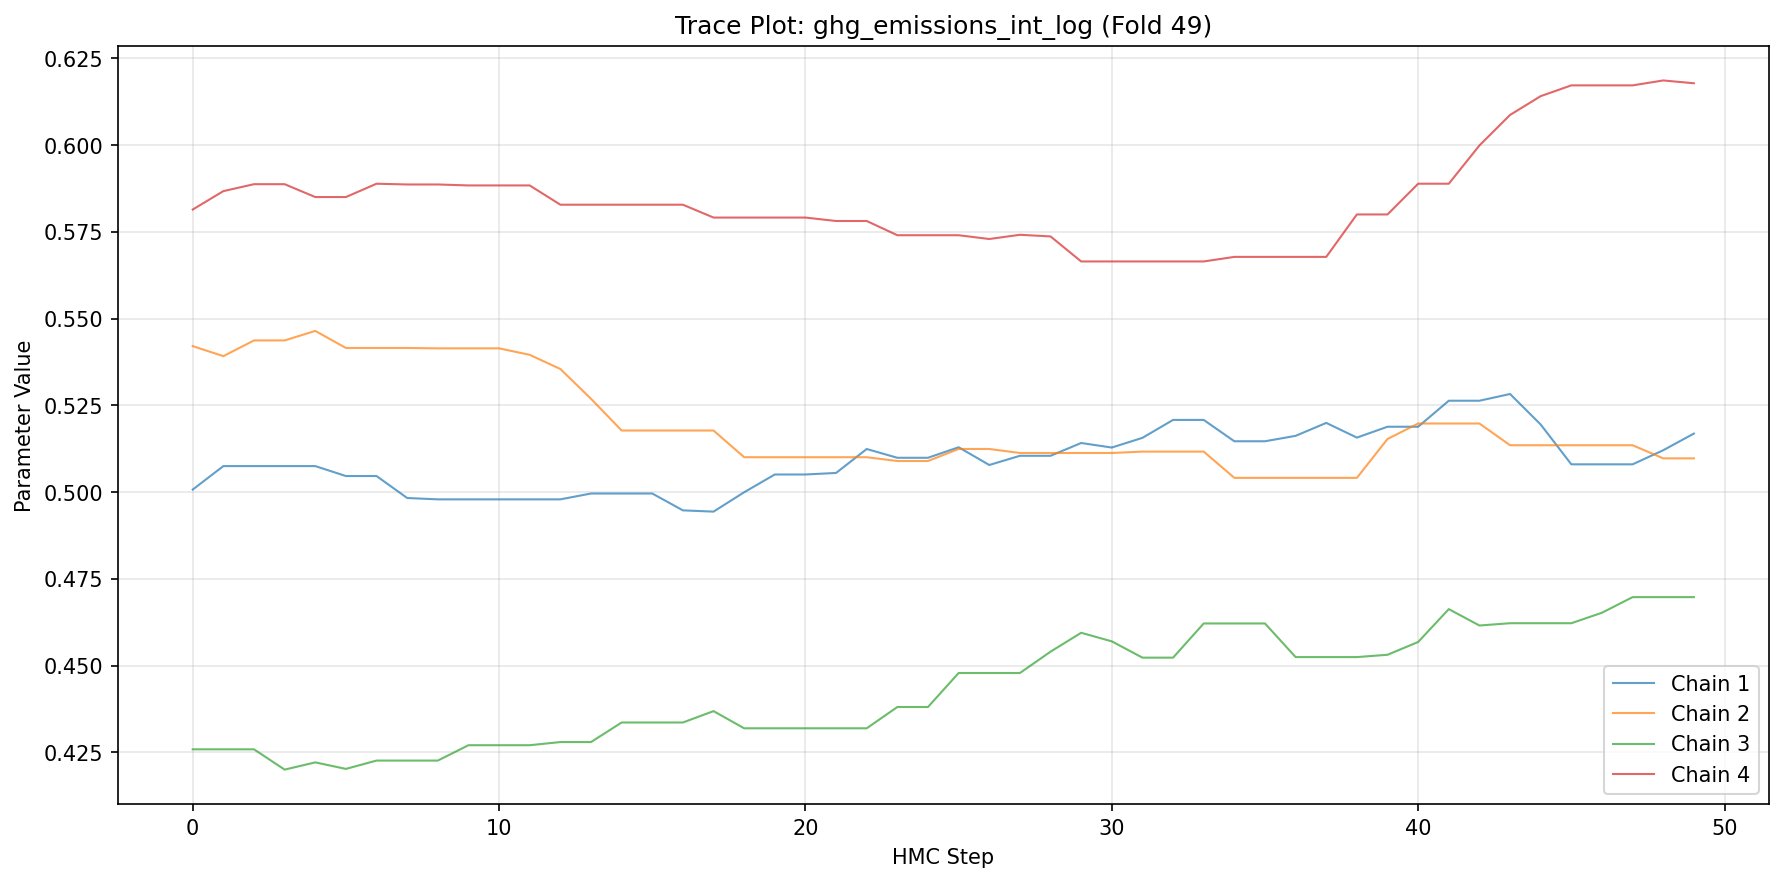 Trace Plot: ghg_emissions_int_log (Fold 49)
Parameter Value
0.625
0.600
0.575
0.550
0.525
0.500
0.475
0.450
0.425
0 10 20 30 40 50
HMC Step
Chain 1
Chain 2
Chain 3
Chain 4